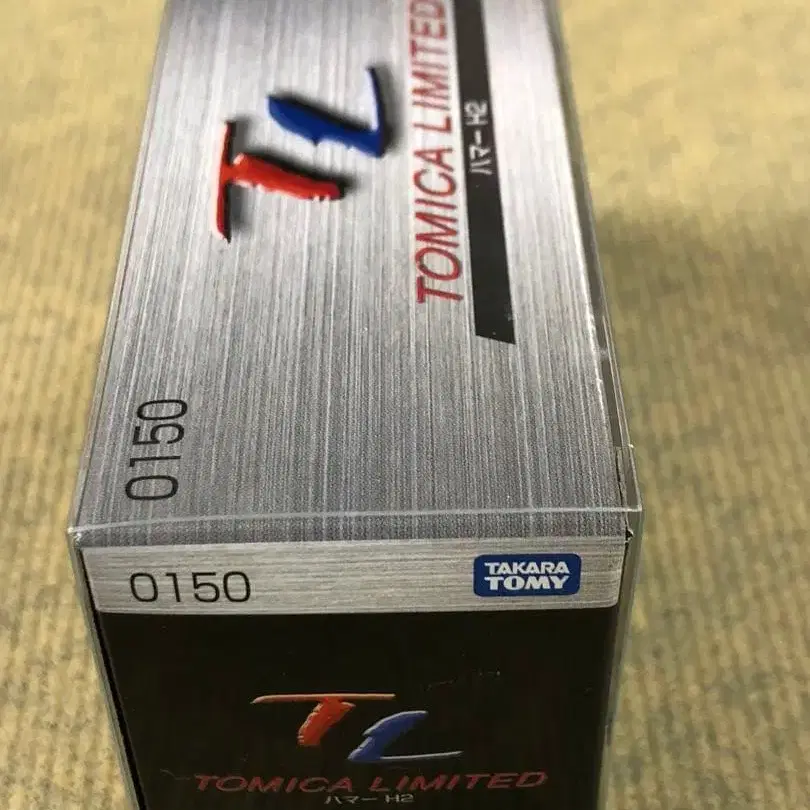 TL
TOMICA LIMITED
ハマー H2
0150
0150
TAKARA
TOMY
TL
TOMICA LIMITED
ハマー H2